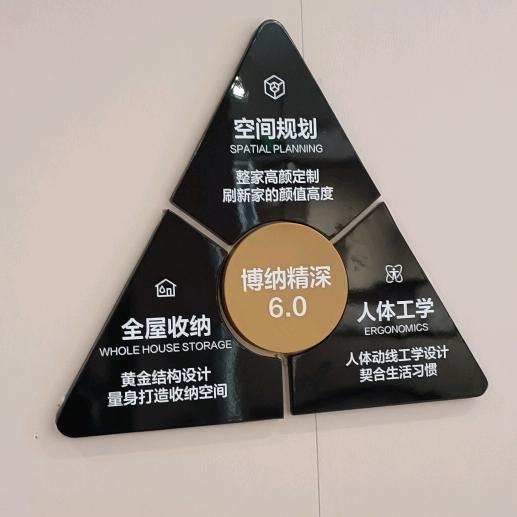 空间规划
SPATIAL PLANNING
整家高颜定制
刷新家的颜值高度
博纳精深
6.0
全屋收纳
WHOLE HOUSE STORAGE
黄金结构设计
量身打造收纳空间
人体工学
ERGONOMICS
人体动线工学设计
契合生活习惯